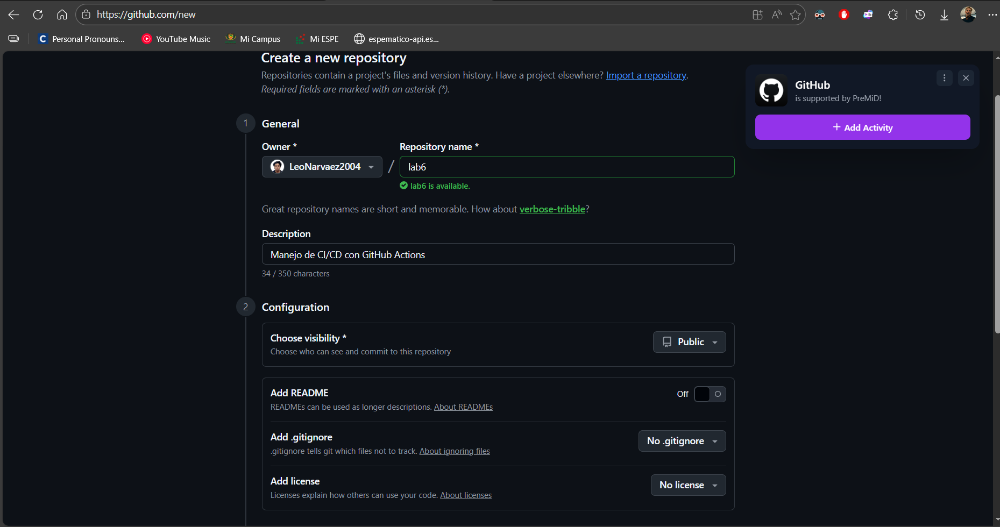 https://github.com/new
Personal Pronouns... YouTube Music Mi Campus Mi ESPE espematico-api.es...
Create a new repository
Repositories contain a project's files and version history. Have a project elsewhere? Import a repository.
Required fields are marked with an asterisk (*).
GitHub
is supported by PreMiD!
+ Add Activity
1 General
Owner * Repository name *
LeoNarvaez2004 / lab6
lab6 is available.
Great repository names are short and memorable. How about verbose-tribble?
Description
Manejo de CI/CD con GitHub Actions
34 / 350 characters
2 Configuration
Choose visibility *
Choose who can see and commit to this repository
Public
Add README
READMEs can be used as longer descriptions. About READMEs
Off
Add .gitignore
.gitignore tells git which files not to track. About ignoring files
No .gitignore
Add license
Licenses explain how others can use your code. About licenses
No license